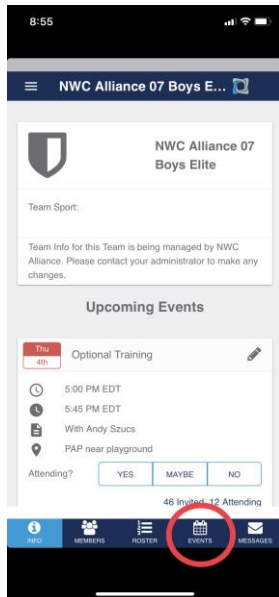 8:55
NWC Alliance 07 Boys E...
NWC Alliance 07
Boys Elite
Team Sport:
Team Info for this Team is being managed by NWC
Alliance. Please contact your administrator to make any
changes.
Upcoming Events
Thu
4th
Optional Training
5:00 PM EDT
5:45 PM EDT
With Andy Szucs
PAP near playground
Attending?
YES
MAYBE
NO
46 Invited, 12 Attending
INFO
MEMBERS
ROSTER
EVENTS
MESSAGES